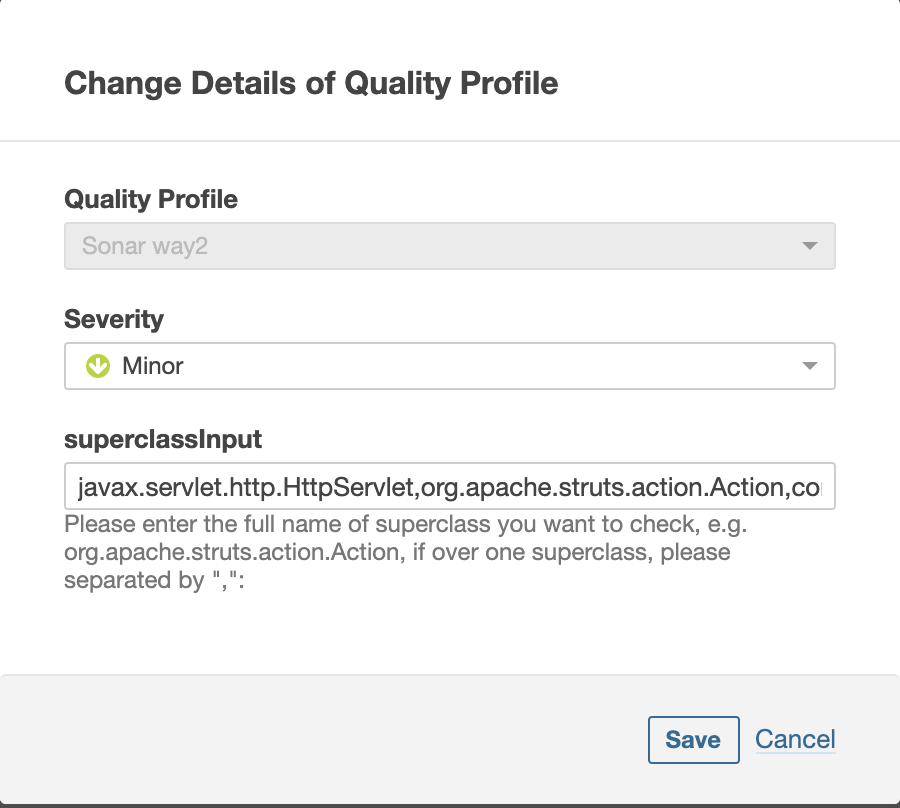 Change Details of Quality Profile
Quality Profile
Sonar way2
Severity
Minor
superclassInput
javax.servlet.http.HttpServlet,org.apache.struts.action.Action,co
Please enter the full name of superclass you want to check, e.g.
org.apache.struts.action.Action, if over one superclass, please
separated by ",":
Save Cancel